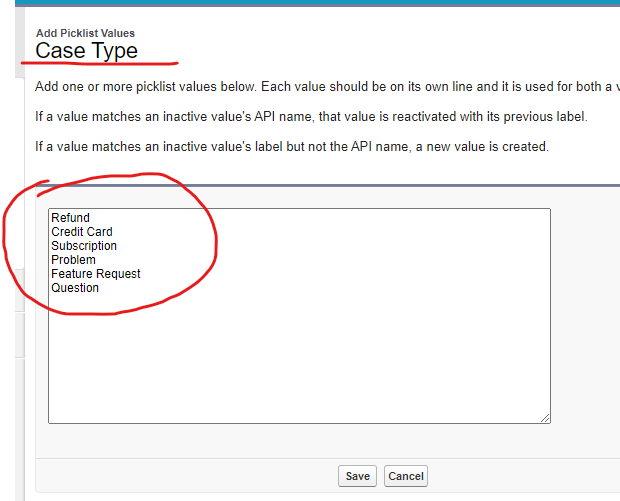 Add Picklist Values
Case Type
Add one or more picklist values below. Each value should be on its own line and it is used for both a
If a value matches an inactive value's API name, that value is reactivated with its previous label.
If a value matches an inactive value's label but not the API name, a new value is created.
Refund
Credit Card
Subscription
Problem
Feature Request
Question
Save Cancel